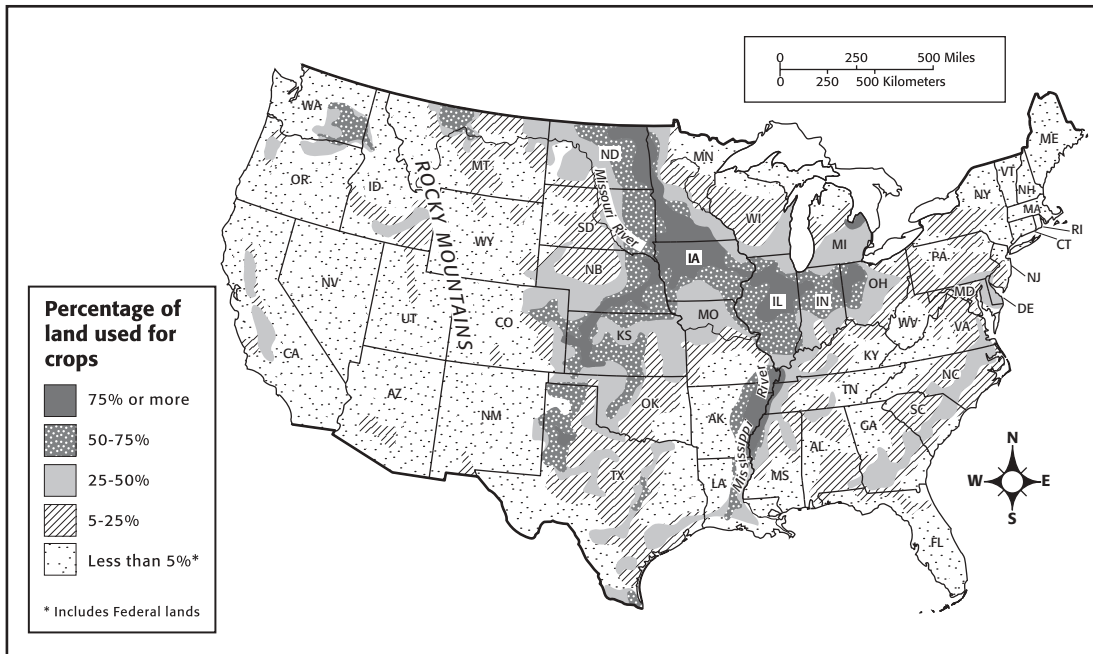 0 250 500 Miles
0 250 500 Kilometers
WA
OR
ID
MT
ROCKY MOUNTAINS
WY
NV
UT
CO
CA
AZ
NM
ND
Missouri River
SD
NB
KS
OK
TX
MN
IA
MO
AK
LA
Mississipp River
WI
IL
IN
MI
OH
KY
TN
MS
AL
GA
FL
SC
NC
VA
WV
MD
DE
PA
NJ
NY
CT
RI
MA
NH
VT
ME
N
W E
S
Percentage of
land used for
crops
75% or more
50-75%
25-50%
5-25%
Less than 5%*
* Includes Federal lands